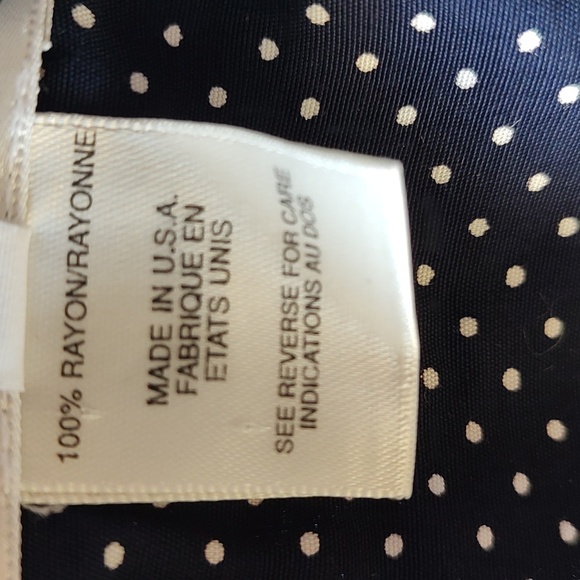 100% RAYON/RAYONNE
MADE IN U.S.A.
FABRIQUE EN
ETATS UNIS
SEE REVERSE FOR CARE
INDICATIONS AU DOS